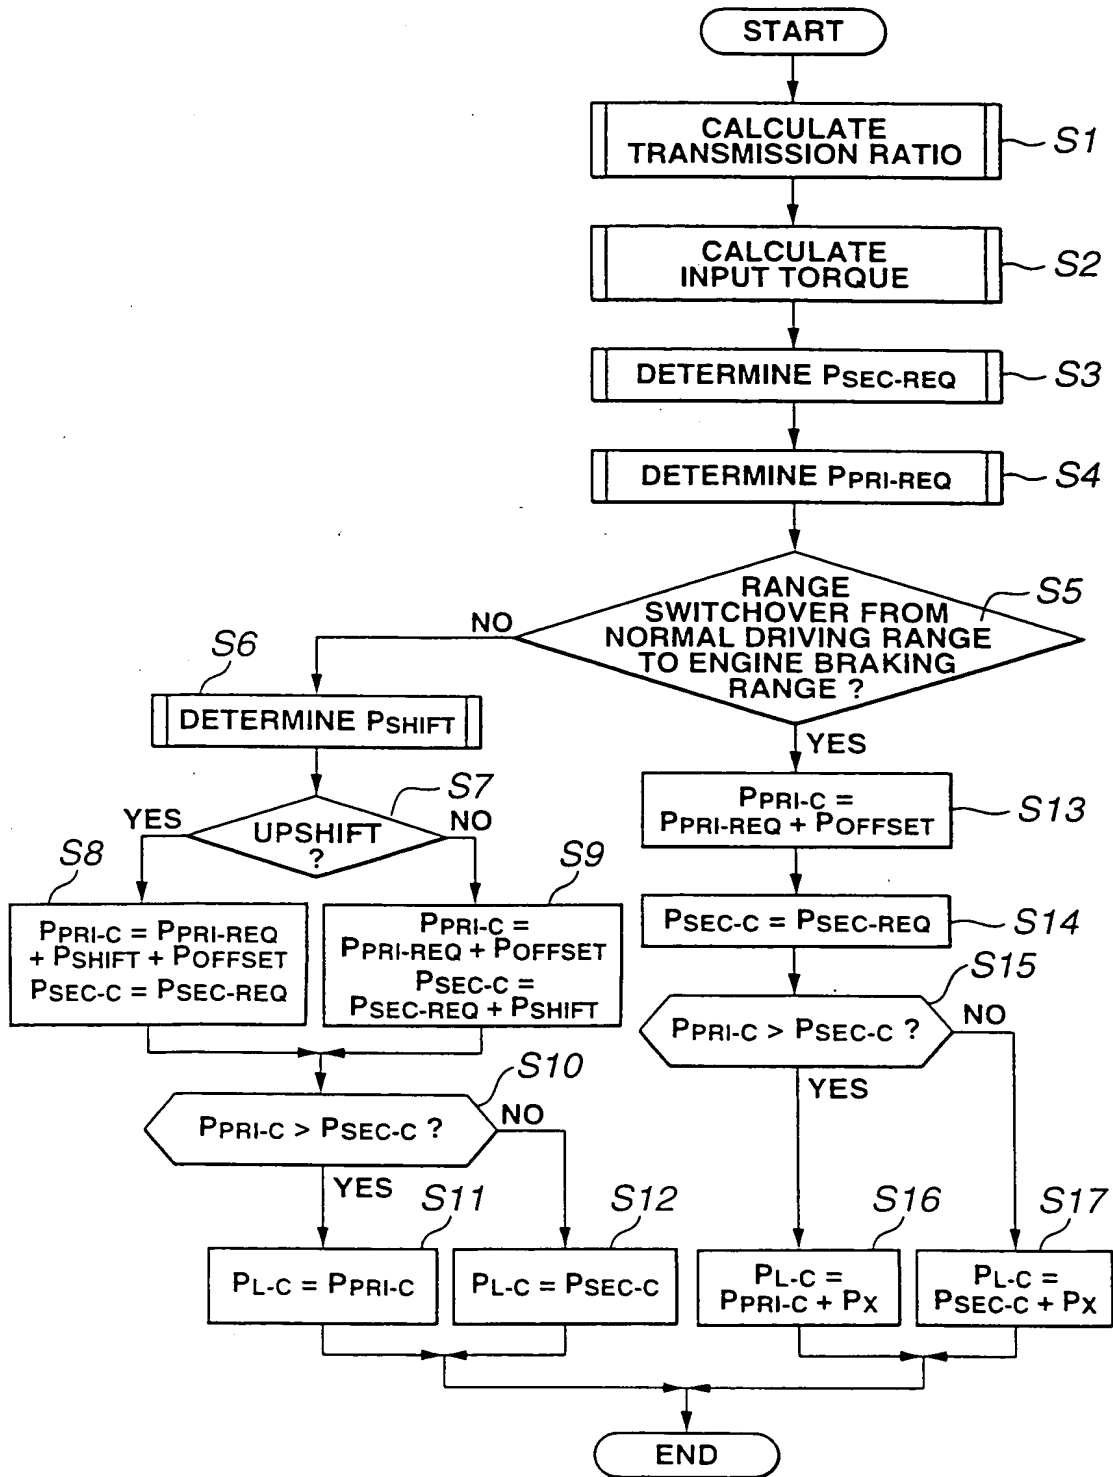 START
CALCULATE
TRANSMISSION RATIO
S1
CALCULATE
INPUT TORQUE
S2
DETERMINE PSEC-REQ
S3
DETERMINE PPRI-REQ
S4
RANGE
SWITCHOVER FROM
NORMAL DRIVING RANGE
TO ENGINE BRAKING
RANGE ?
S5
NO
YES
S6
DETERMINE PSHIFT
S7
UPSHIFT
?
YES
NO
S8
PPRI-C = PPRI-REQ
+ PSHIFT + POFFSET
PSEC-C = PSEC-REQ
S9
PPRI-C =
PPRI-REQ + POFFSET
PSEC-C =
PSEC-REQ + PSHIFT
S10
PPRI-C > PSEC-C ?
NO
YES
S11
PL-C = PPRI-C
S12
PL-C = PSEC-C
PPRI-C =
PPRI-REQ + POFFSET
S13
PSEC-C = PSEC-REQ
S14
S15
PPRI-C > PSEC-C ?
NO
YES
S16
PL-C =
PPRI-C + PX
S17
PL-C =
PSEC-C + PX
END